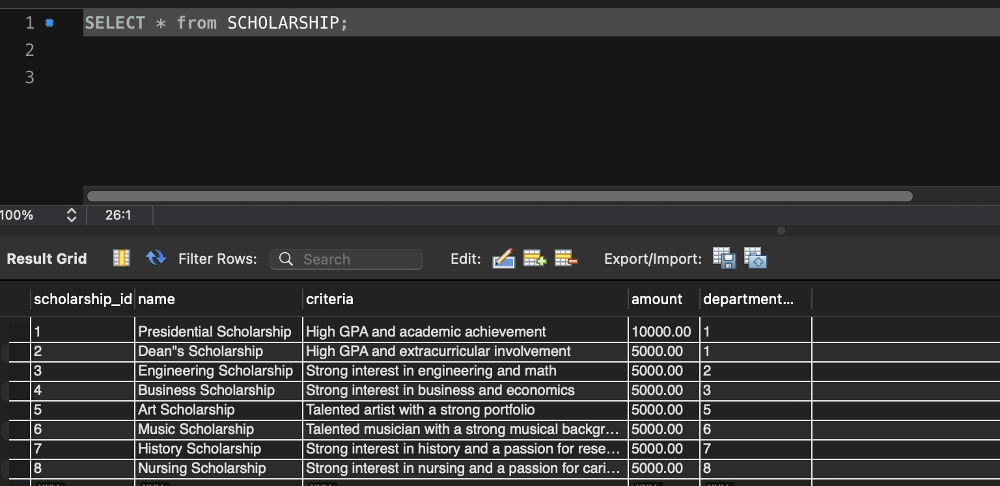 1 SELECT * from SCHOLARSHIP;
2
3
100% 26:1
Result Grid Filter Rows: Search Edit: Export/Import:
scholarship_id name criteria amount department...
1 Presidential Scholarship High GPA and academic achievement 10000.00 1
2 Dean"s Scholarship High GPA and extracurricular involvement 5000.00 1
3 Engineering Scholarship Strong interest in engineering and math 5000.00 2
4 Business Scholarship Strong interest in business and economics 5000.00 3
5 Art Scholarship Talented artist with a strong portfolio 5000.00 5
6 Music Scholarship Talented musician with a strong musical backgr... 5000.00 6
7 History Scholarship Strong interest in history and a passion for rese... 5000.00 7
8 Nursing Scholarship Strong interest in nursing and a passion for cari... 5000.00 8